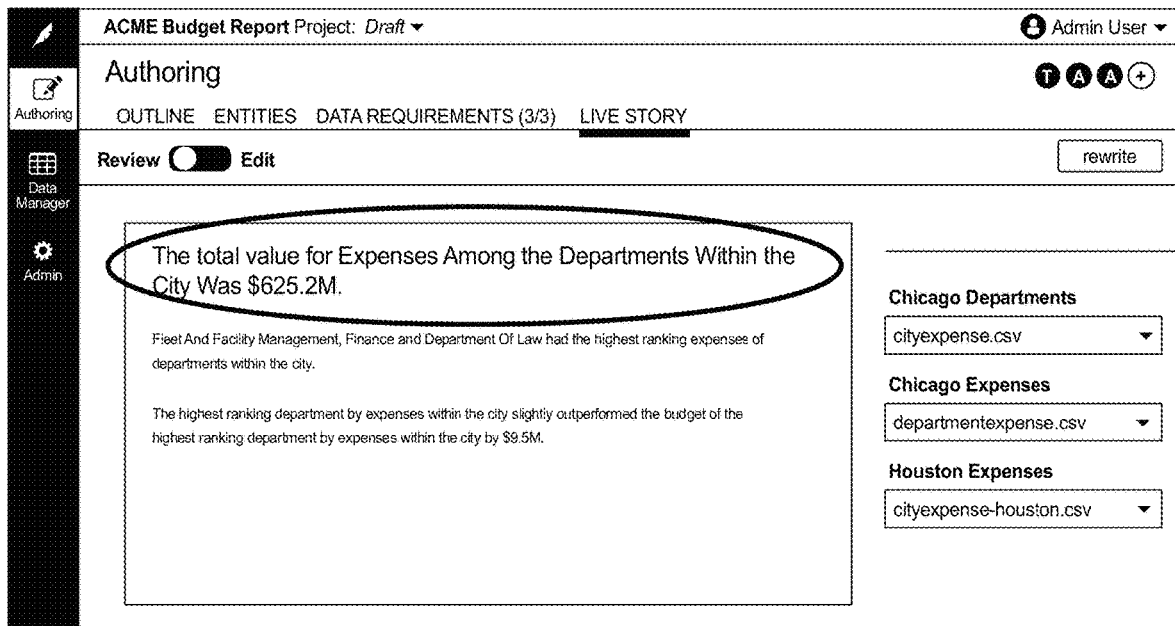 ACME Budget Report Project: Draft
Admin User
Authoring
T A A +
Authoring
OUTLINE ENTITIES DATA REQUIREMENTS (3/3) LIVE STORY
Review Edit
rewrite
Data
Manager
Admin
The total value for Expenses Among the Departments Within the
City Was $625.2M.
Fleet And Facility Management, Finance and Department Of Law had the highest ranking expenses of
departments within the city.
The highest ranking department by expenses within the city slightly outperformed the budget of the
highest ranking department by expenses within the city by $9.5M.
Chicago Departments
cityexpense.csv
Chicago Expenses
departmentexpense.csv
Houston Expenses
cityexpense-houston.csv